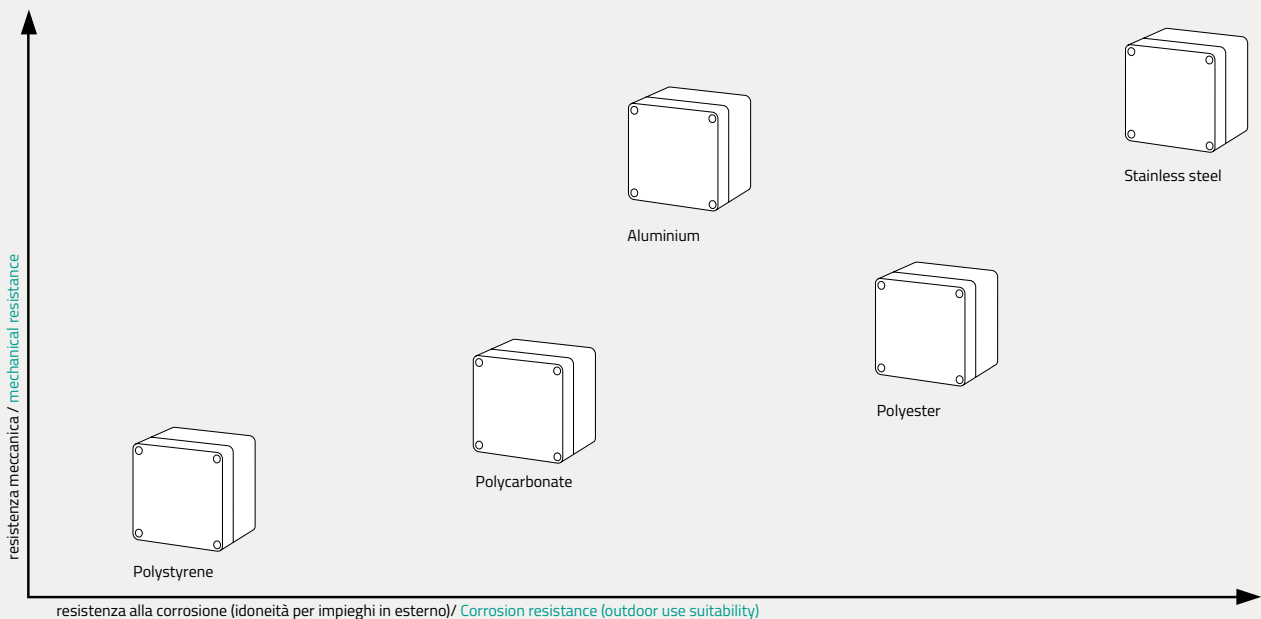 Stainless steel
Aluminium
Polyester
Polycarbonate
Polystyrene
resistenza meccanica / mechanical resistance
resistenza alla corrosione (idoneità per impieghi in esterno)/ Corrosion resistance (outdoor use suitability)